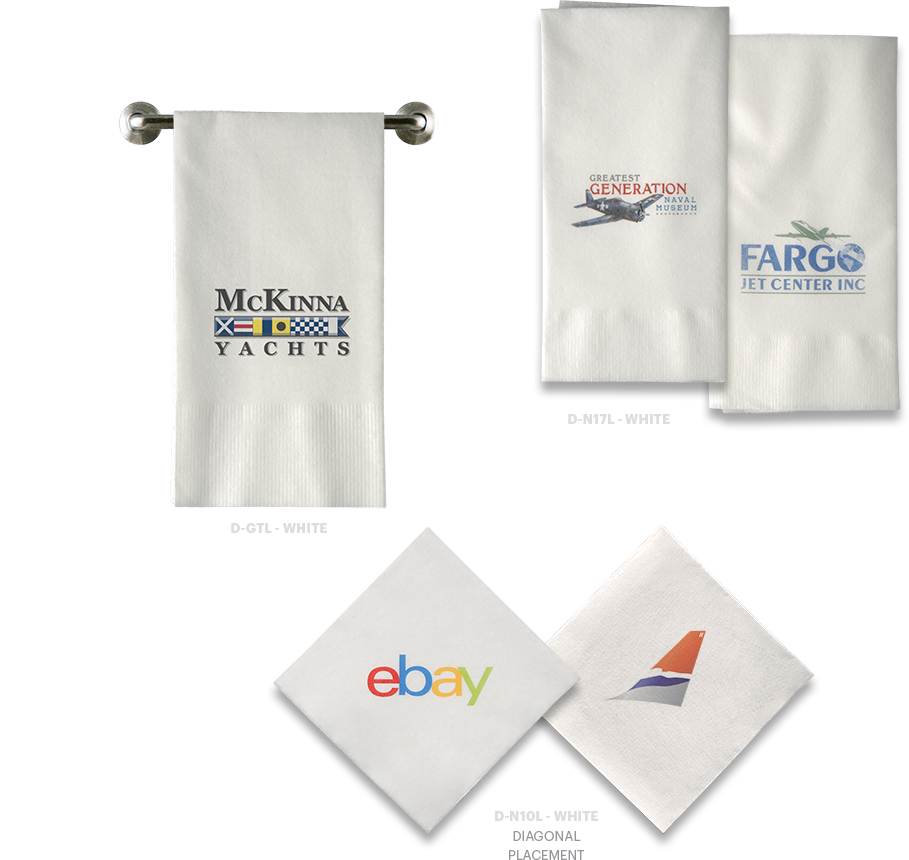 GREATEST
GENERATION
NAVAL
MUSEUM
FARGO
JET CENTER INC
McKINNA
YACHTS
D-N17L - WHITE
D-GTL - WHITE
ebay
D-N10L - WHITE
DIAGONAL
PLACEMENT